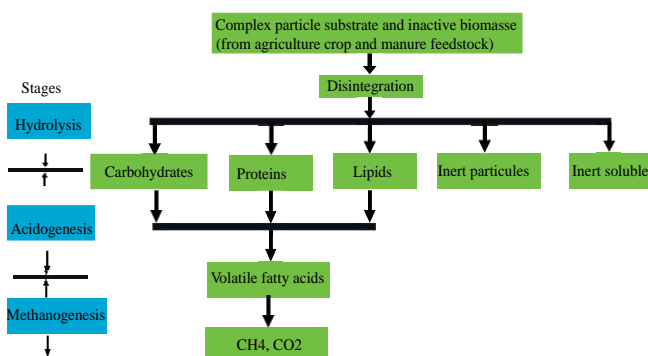 Complex particle substrate and inactive biomasse
(from agriculture crop and manure feedstock)
Disintegration
Stages
Hydrolysis
Carbohydrates
Proteins
Lipids
Inert particules
Inert soluble
Acidogenesis
Volatile fatty acids
Methanogenesis
CH4, CO2